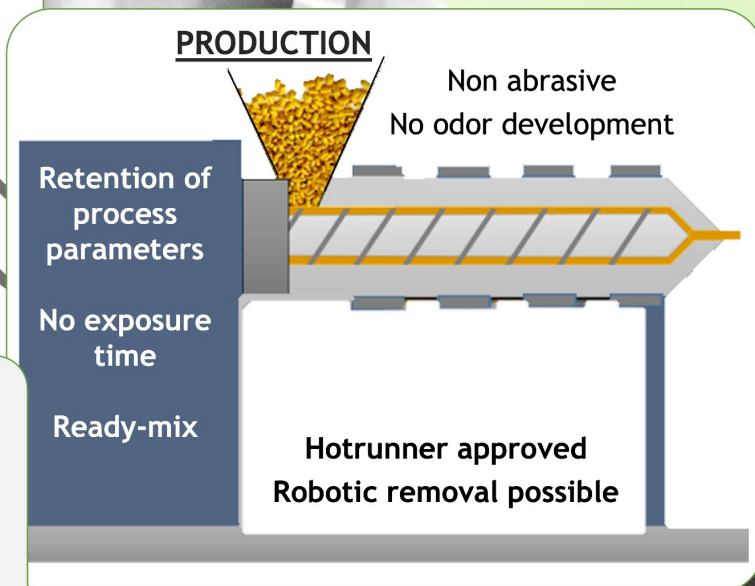 PRODUCTION
Non abrasive
No odor development
Retention of
process
parameters
No exposure
time
Ready-mix
Hotrunner approved
Robotic removal possible